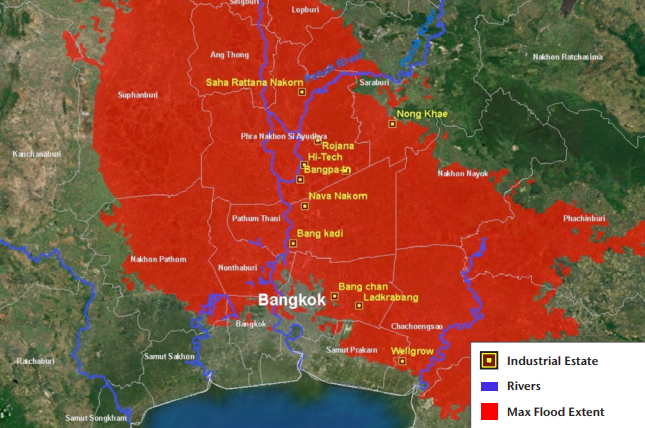 Singburi
Lopburi
Ang Thong
Nakhon Ratchasima
Saha Rattana Nakorn
Saraburi
Suphanburi
Nong Khae
Phra Nakhon Si Ayudhya
Rojana
Kanchanaburi
Hi-Tech
Bangpa-in
Nakhon Nayok
Nava Nakorn
Pathum Thani
Phachinburi
Bang kadi
Nakhon Pathom
Nonthaburi
Bang chan
Bangkok
Ladkrabang
Bangkok
Chachoengsao
Samut Prakarn
Wellgrow
Samut Sakhon
Ratchaburi
Samut Songkham
Industrial Estate
Rivers
Max Flood Extent